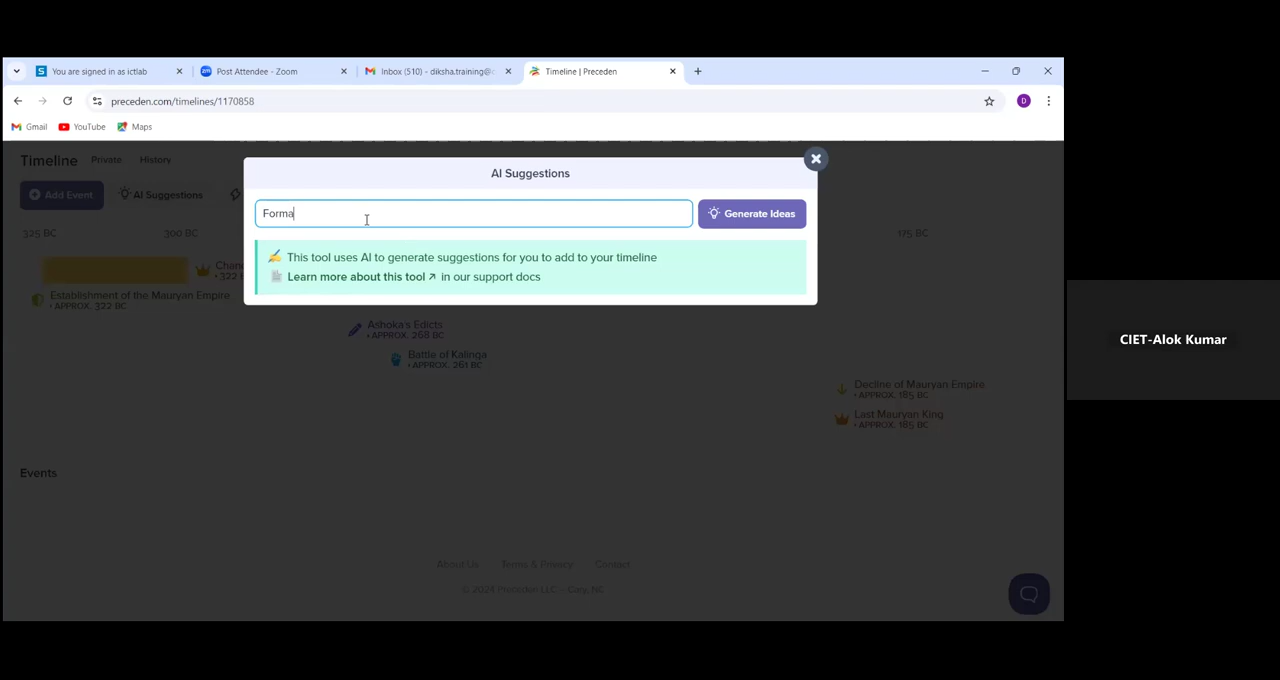 You are signed in as ictlab
Post Attendee - Zoom
Inbox (510) - diksha.training@c
Timeline | Preceden
preceden.com/timelines/1170858
D
Gmail
YouTube
Maps
Timeline
Private
History
AI Suggestions
Add Event
AI Suggestions
Forma
Generate Ideas
325 BC
300 BC
175 BC
This tool uses AI to generate suggestions for you to add to your timeline
Learn more about this tool ↗ in our support docs
Establishment of the Mauryan Empire
• APPROX. 322 BC
Ashoka's Edicts
• APPROX. 268 BC
Battle of Kalinga
• APPROX. 261 BC
CIET-Alok Kumar
Decline of Mauryan Empire
• APPROX. 185 BC
Last Mauryan King
• APPROX. 185 BC
Events
About Us
Terms & Privacy
Contact
© 2024 Preceden LLC - Cary, NC